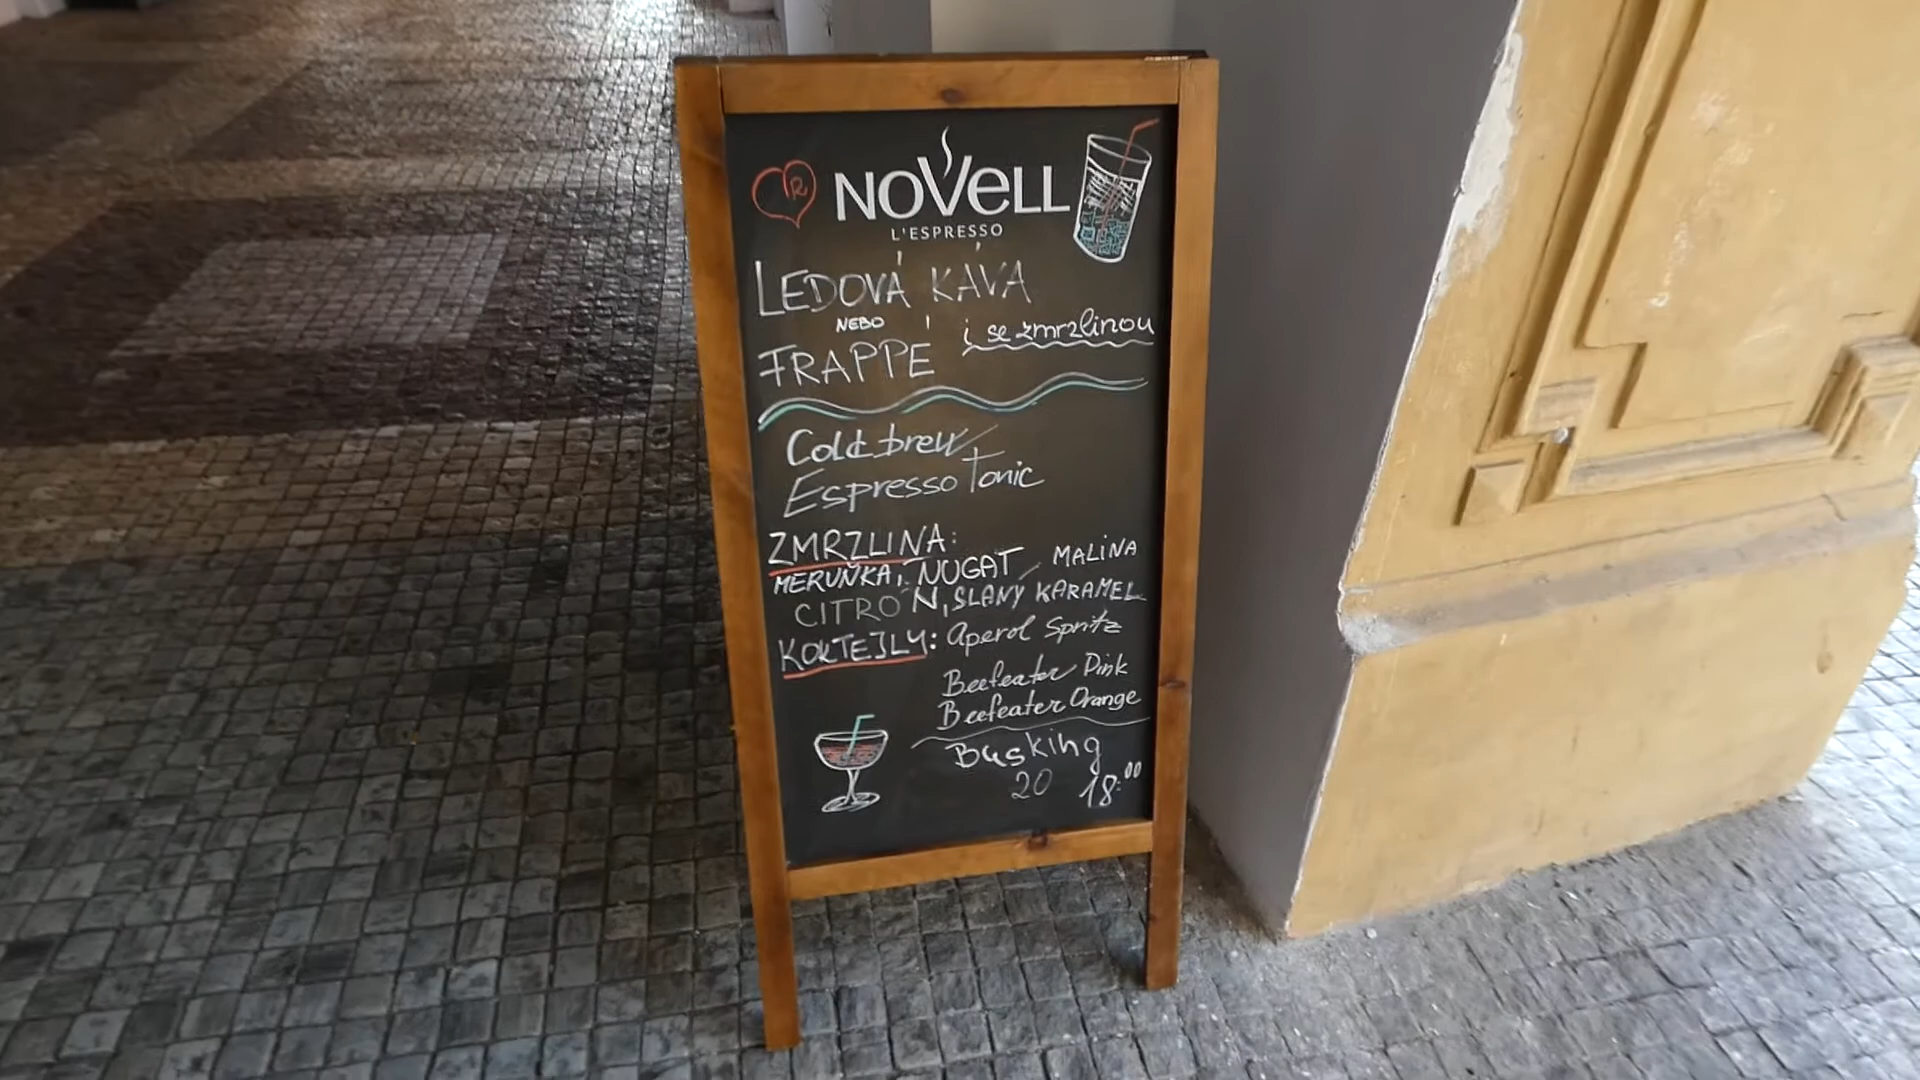 R
NOVELL
L'ESPRESSO
LEDOVÁ KÁVA
NEBO
i se zmrzlinou
FRAPPÉ
Cold brew
Espresso Tonic
ZMRZLINA:
MERUŇKA, NUGAT, MALINA
CITRÓN, SLANÝ KARAMEL
KOKTEJLY: Aperol Spritz
Beefeater Pink
Beefeater Orange
Busking
20 18:00